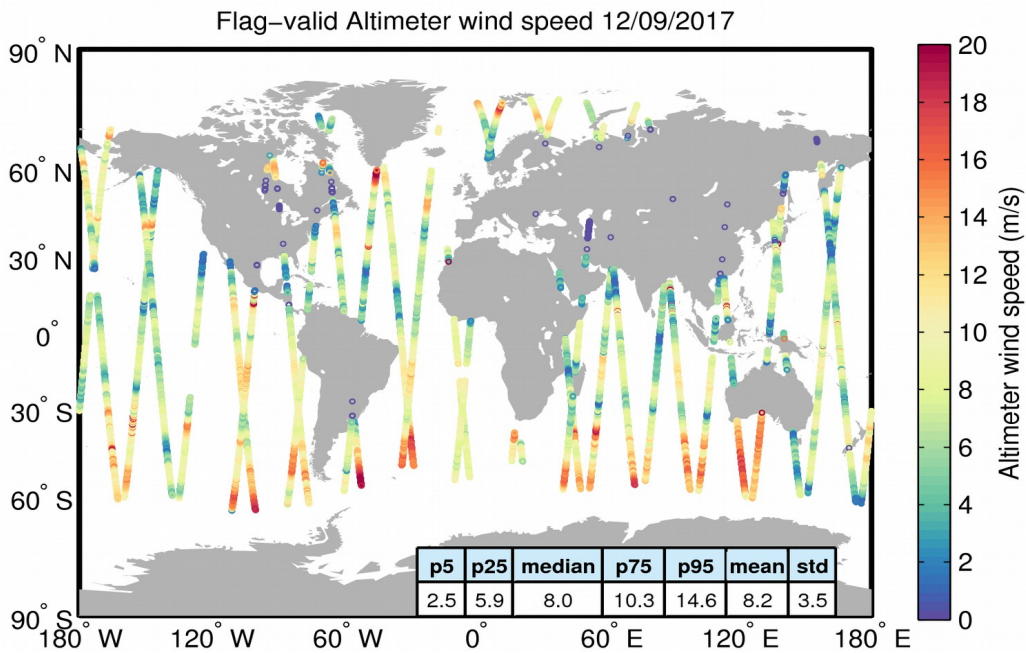 Flag−valid Altimeter wind speed 12/09/2017
90° N
60° N
30° N
0°
30° S
60° S
90° S
180° W
120° W
60° W
0°
60° E
120° E
180° E
p5 p25 median p75 p95 mean std
2.5 5.9 8.0 10.3 14.6 8.2 3.5
20
18
16
14
12
10
8
6
4
2
0
Altimeter wind speed (m/s)